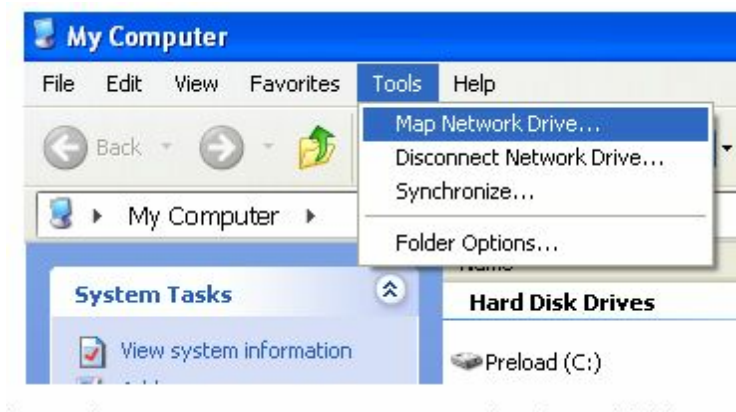 My Computer
File Edit View Favorites Tools Help
Map Network Drive...
Disconnect Network Drive...
Synchronize...
Folder Options...
Back
My Computer
Name
System Tasks
Hard Disk Drives
View system information
Preload (C:)